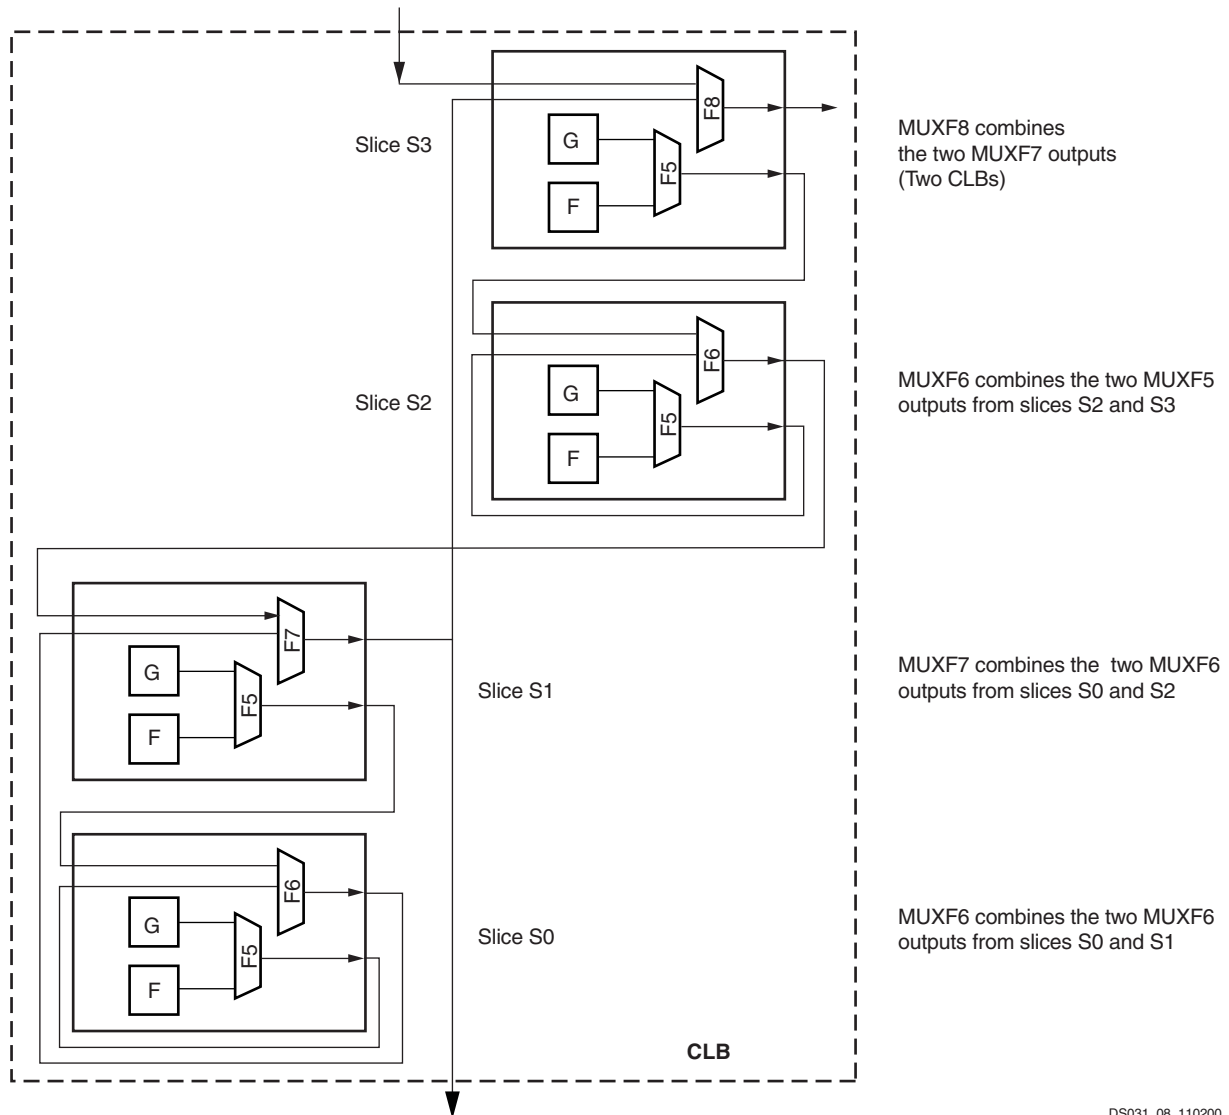 F8
Slice S3
G
F5
F
MUXF8 combines
the two MUXF7 outputs
(Two CLBs)
F6
Slice S2
G
F5
F
MUXF6 combines the two MUXF5
outputs from slices S2 and S3
F7
G
F5
F
Slice S1
MUXF7 combines the two MUXF6
outputs from slices S0 and S2
F6
G
F5
F
Slice S0
MUXF6 combines the two MUXF6
outputs from slices S0 and S1
CLB
DS031_08_110200